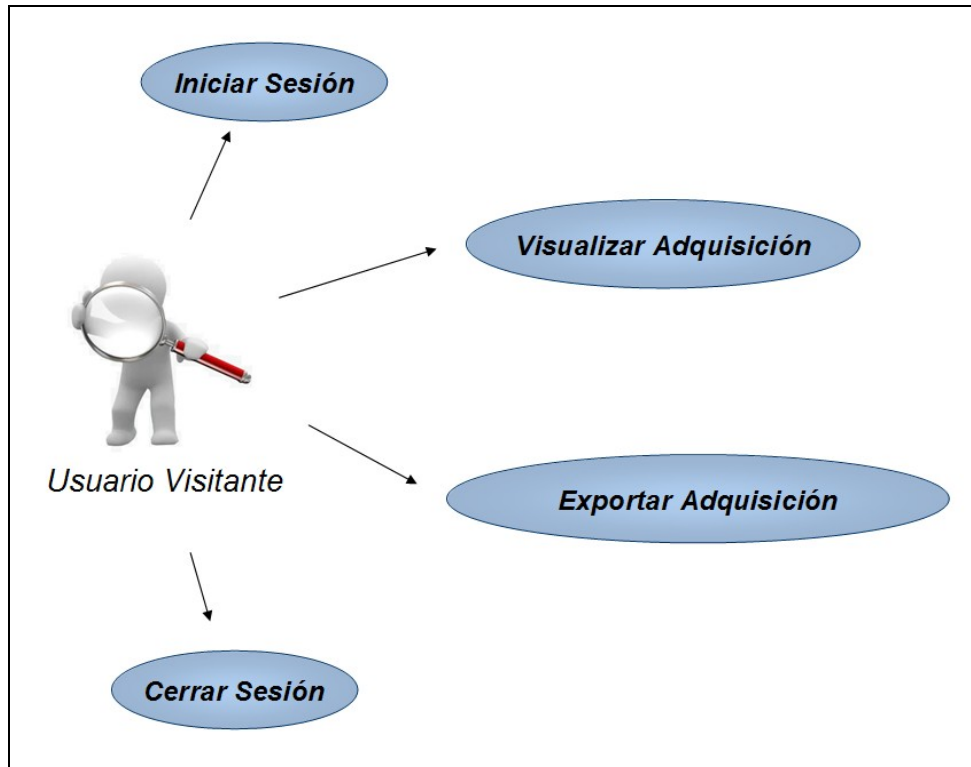 Iniciar Sesión
Visualizar Adquisición
Usuario Visitante
Exportar Adquisición
Cerrar Sesión